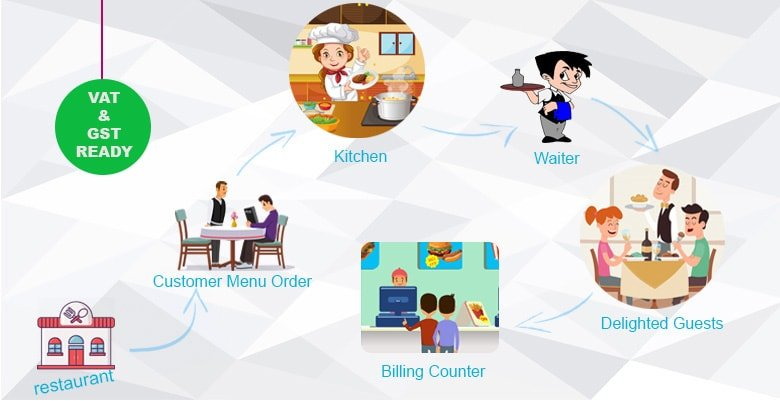 VAT
&
GST
READY
Kitchen
Waiter
Customer Menu Order
Delighted Guests
Billing Counter
restaurant